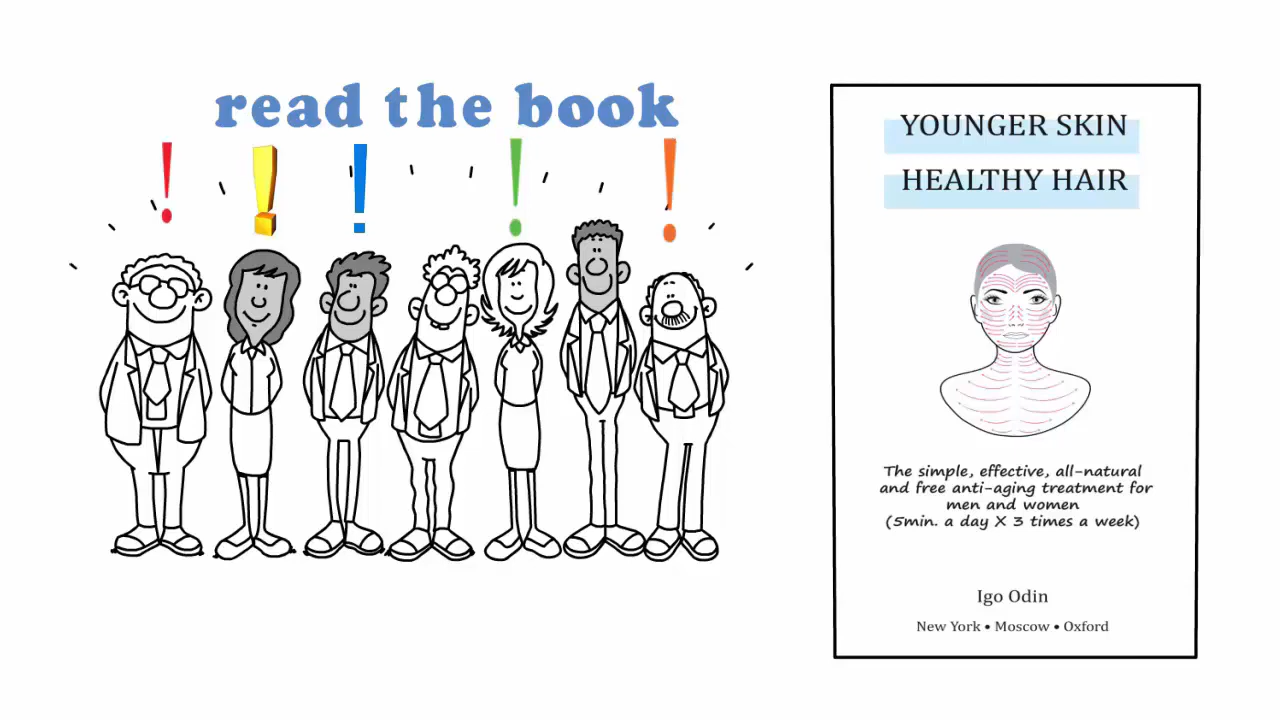 read the book
! ! ! ! !
YOUNGER SKIN
HEALTHY HAIR
The simple, effective, all-natural
and free anti-aging treatment for
men and women
(5min. a day X 3 times a week)
Igo Odin
New York • Moscow • Oxford